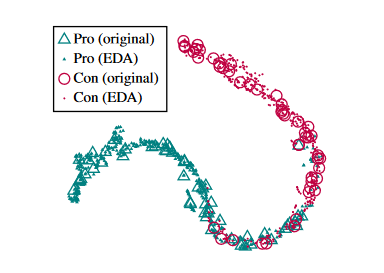 Pro (original)
Pro (EDA)
Con (original)
Con (EDA)